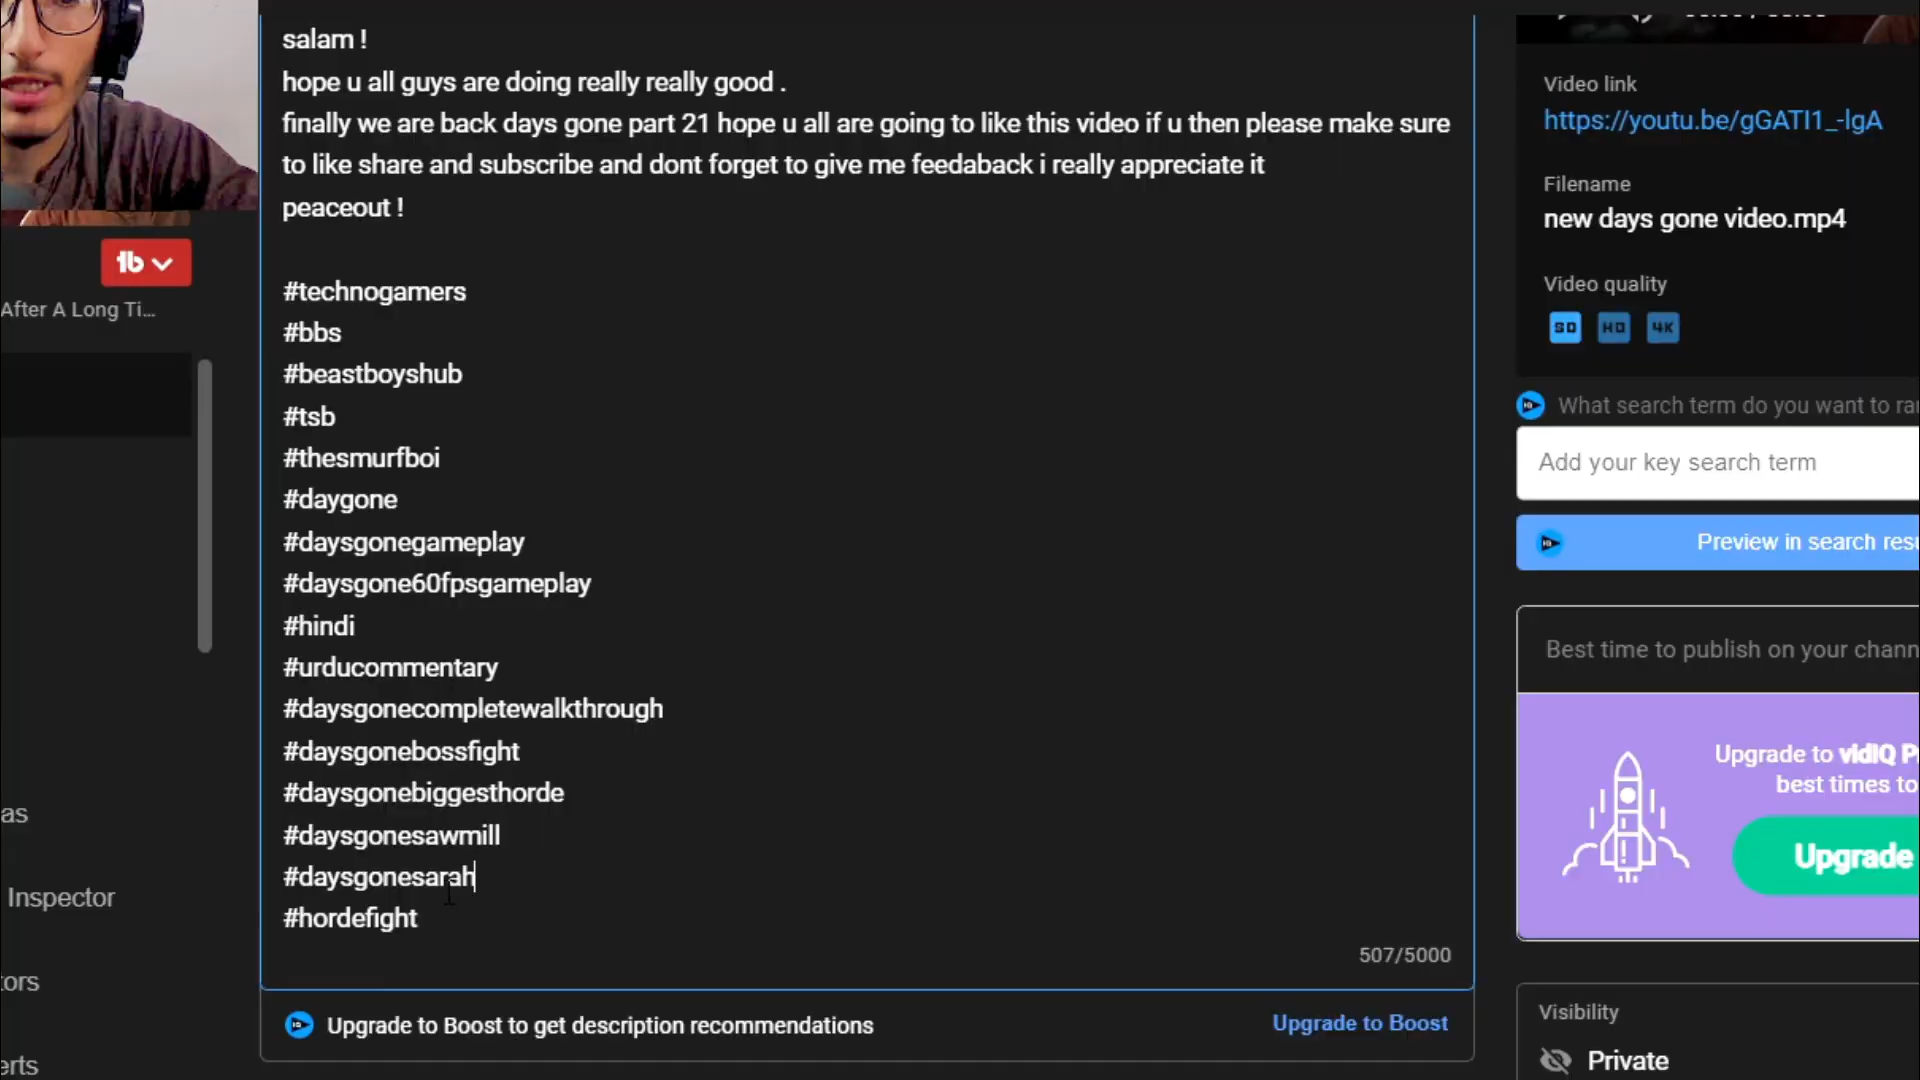 salam !
hope u all guys are doing really really good .
finally we are back days gone part 21 hope u all are going to like this video if u then please make sure
to like share and subscribe and dont forget to give me feedaback i really appreciate it
peaceout !
#technogamers
#bbs
#beastboyshub
#tsb
#thesmurfboi
#daygone
#daysgonegameplay
#daysgone60fpsgameplay
#hindi
#urducommentary
#daysgonecompletewalkthrough
#daysgonebossfight
#daysgonebiggesthorde
#daysgonesawmill
#daysgonesarah
#hordefight
507/5000
Upgrade to Boost to get description recommendations
Upgrade to Boost
After A Long Ti...
as
Inspector
tors
erts
Video link
https://youtu.be/gGATI1_-lgA
Filename
new days gone video.mp4
Video quality
SD HD 4K
What search term do you want to ra
Add your key search term
Preview in search resu
Best time to publish on your chann
Upgrade to vidIQ P
best times to
Upgrade
Visibility
Private